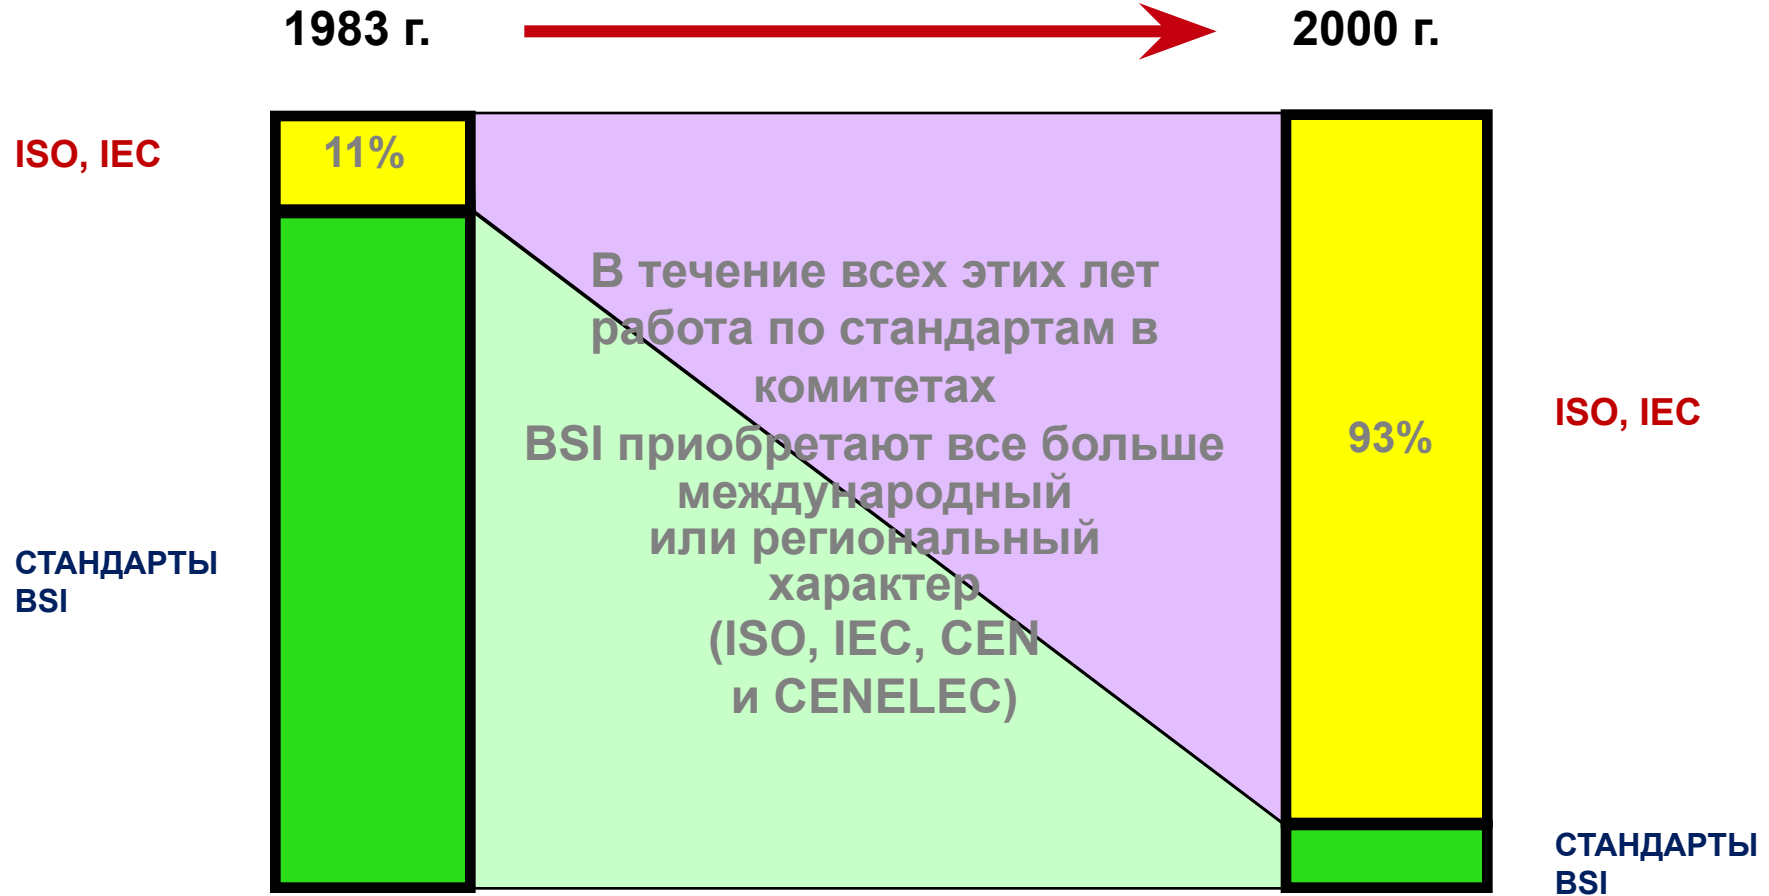 1983 г.
2000 г.
ISO, IEC
11%
В течение всех этих лет
работа по стандартам в
комитетах
BSI приобретают все больше
международный
или региональный
характер
(ISO, IEC, CEN
и CENELEC)
93%
ISO, IEC
СТАНДАРТЫ
BSI
СТАНДАРТЫ
BSI